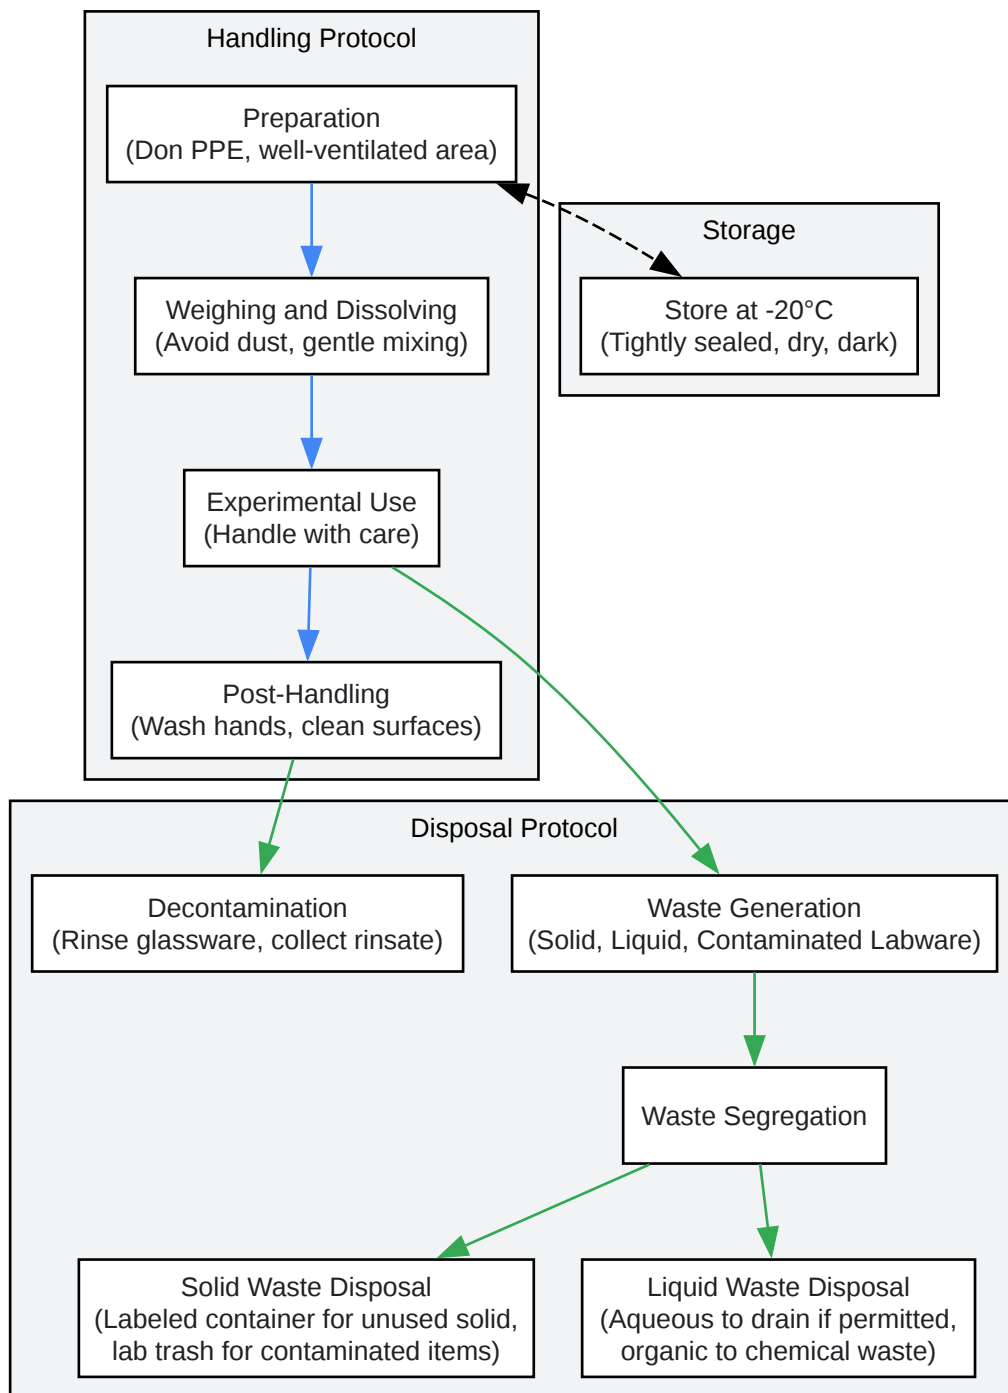 Handling Protocol
Preparation
(Don PPE, well-ventilated area)
Storage
Store at -20°C
(Tightly sealed, dry, dark)
Weighing and Dissolving
(Avoid dust, gentle mixing)
Experimental Use
(Handle with care)
Post-Handling
(Wash hands, clean surfaces)
Disposal Protocol
Decontamination
(Rinse glassware, collect rinsate)
Waste Generation
(Solid, Liquid, Contaminated Labware)
Waste Segregation
Solid Waste Disposal
(Labeled container for unused solid,
lab trash for contaminated items)
Liquid Waste Disposal
(Aqueous to drain if permitted,
organic to chemical waste)